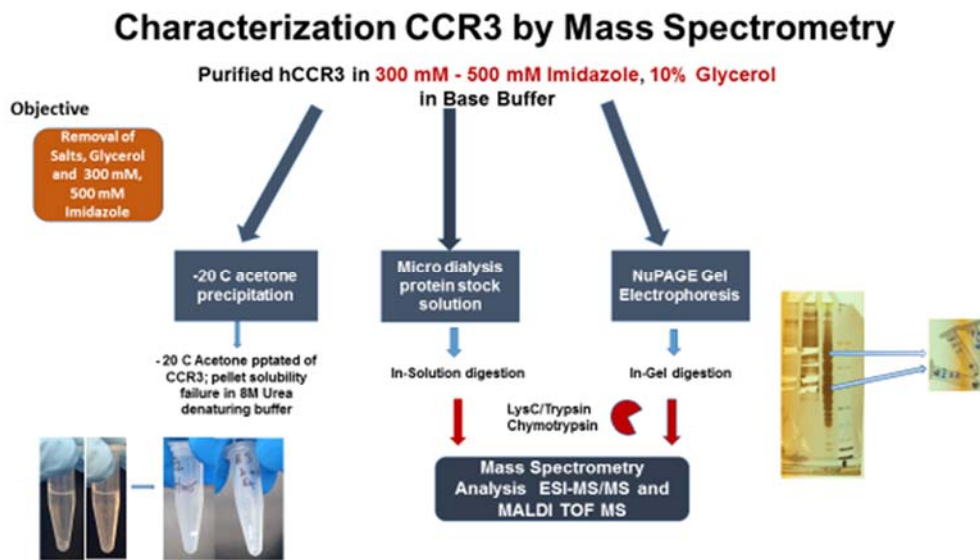 Characterization CCR3 by Mass Spectrometry
Purified hCCR3 in 300 mM - 500 mM Imidazole, 10% Glycerol
in Base Buffer
Objective
Removal of
Salts, Glycerol
and 300 mM,
500 mM
Imidazole
-20 C acetone
precipitation
Micro dialysis
protein stock
solution
NuPAGE Gel
Electrophoresis
- 20 C Acetone pptated of
CCR3; pellet solubility
failure in 8M Urea
denaturing buffer
In-Solution digestion
In-Gel digestion
LysC/Trypsin
Chymotrypsin
Mass Spectrometry
Analysis ESI-MS/MS and
MALDI TOF MS